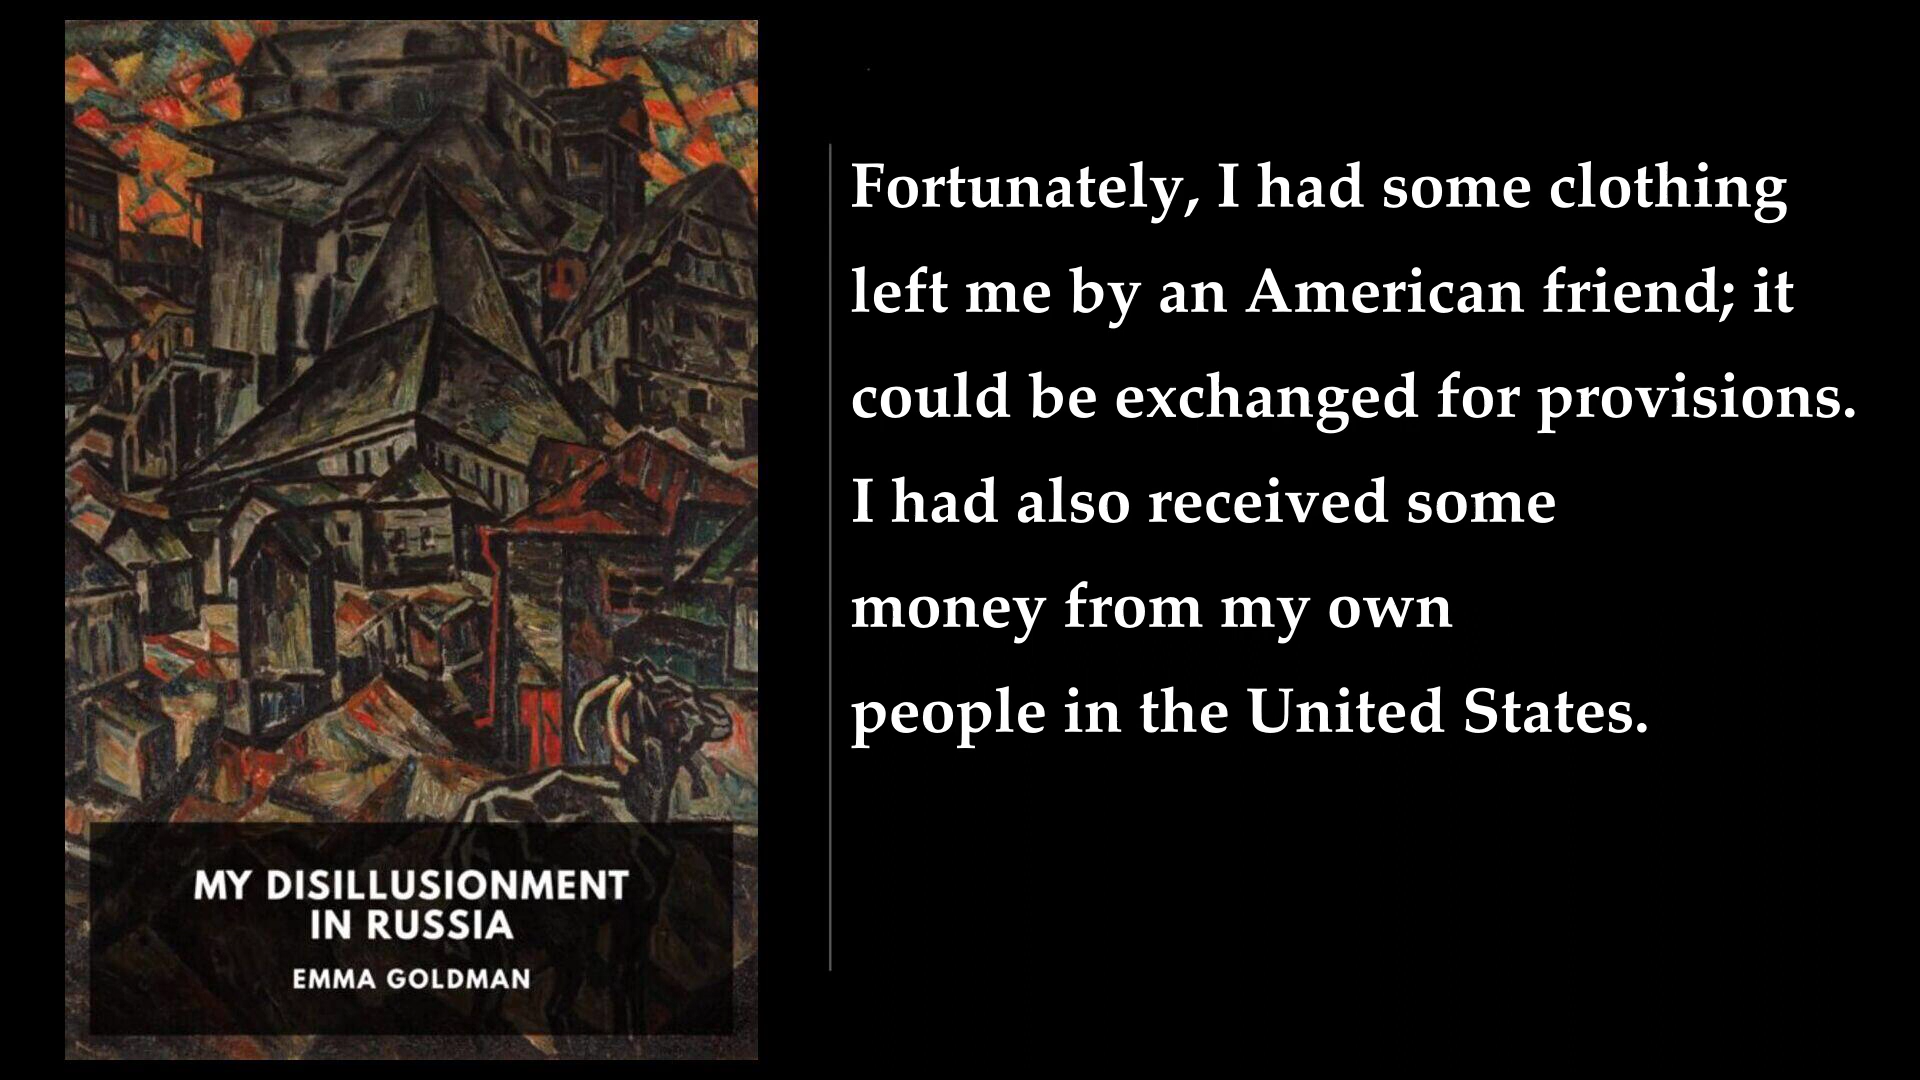 Fortunately, I had some clothing
left me by an American friend; it
could be exchanged for provisions.
I had also received some
money from my own
people in the United States.
MY DISILLUSIONMENT
IN RUSSIA
EMMA GOLDMAN